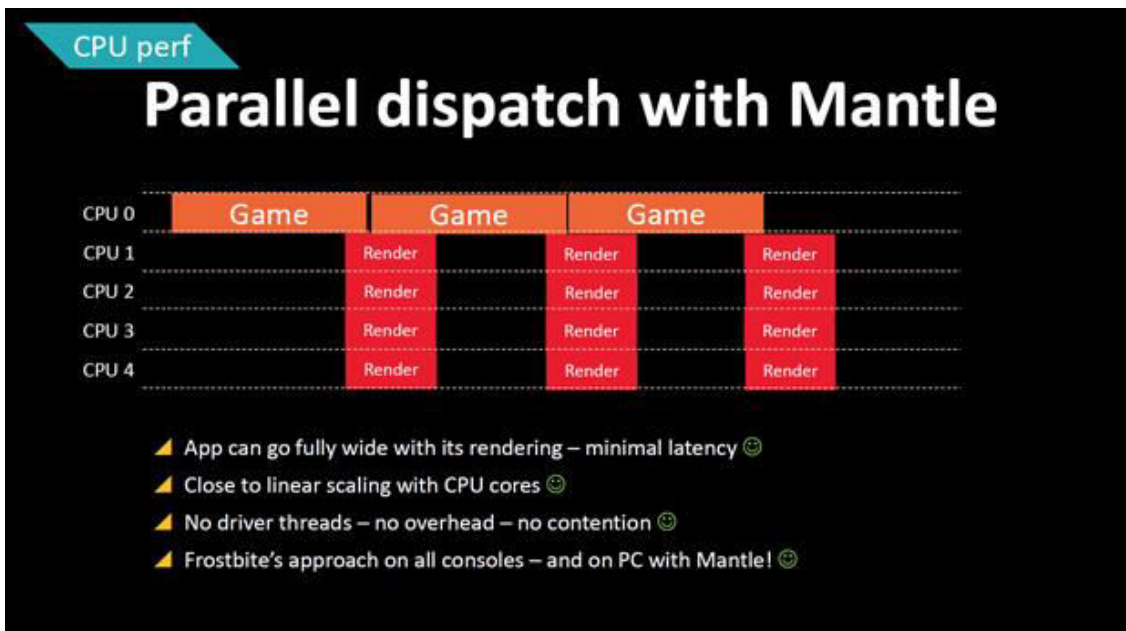 CPU perf
Parallel dispatch with Mantle
CPU 0 Game Game Game
CPU 1 Render Render Render
CPU 2 Render Render Render
CPU 3 Render Render Render
CPU 4 Render Render Render
App can go fully wide with its rendering – minimal latency ☺
Close to linear scaling with CPU cores ☺
No driver threads – no overhead – no contention ☺
Frostbite's approach on all consoles – and on PC with Mantle! ☺